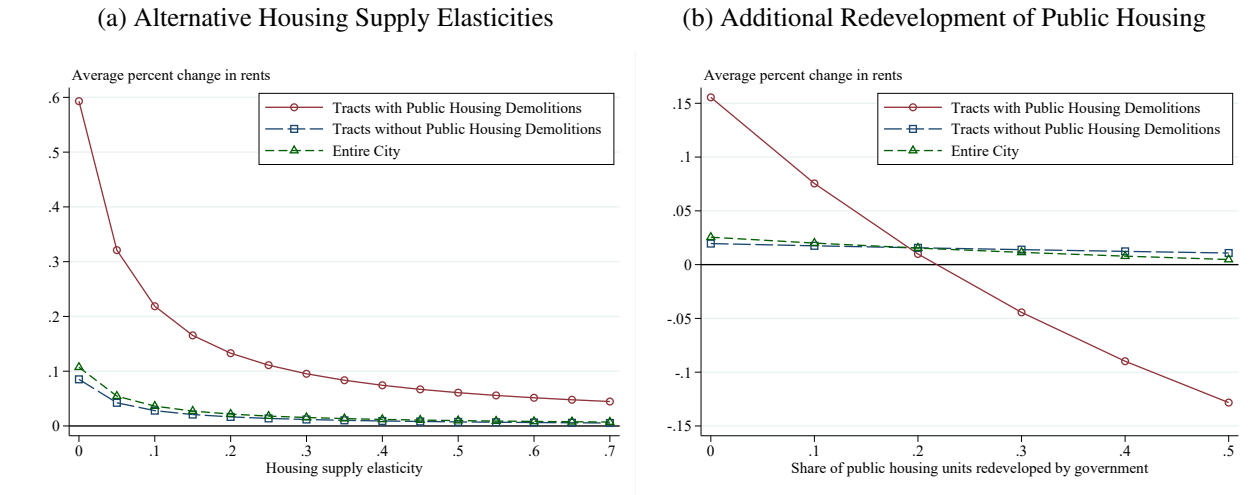 (a) Alternative Housing Supply Elasticities
Average percent change in rents
.6
.5
.4
.3
.2
.1
0
Tracts with Public Housing Demolitions
Tracts without Public Housing Demolitions
Entire City
0 .1 .2 .3 .4 .5 .6 .7
Housing supply elasticity
(b) Additional Redevelopment of Public Housing
Average percent change in rents
.15
.1
.05
0
-.05
-.1
-.15
Tracts with Public Housing Demolitions
Tracts without Public Housing Demolitions
Entire City
0 .1 .2 .3 .4 .5
Share of public housing units redeveloped by government